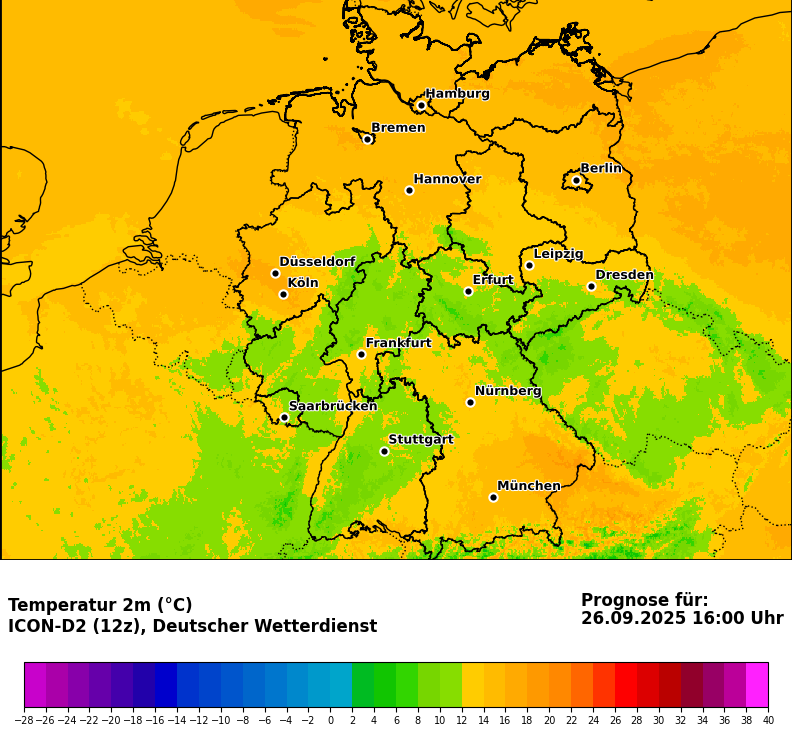 Hamburg
Bremen
Berlin
Hannover
Leipzig
Düsseldorf
Dresden
Köln
Erfurt
Frankfurt
Nürnberg
Saarbrücken
Stuttgart
München
Temperatur 2m (°C)
ICON-D2 (12z), Deutscher Wetterdienst
Prognose für:
26.09.2025 16:00 Uhr
−28 −26 −24 −22 −20 −18 −16 −14 −12 −10 −8 −6 −4 −2 0 2 4 6 8 10 12 14 16 18 20 22 24 26 28 30 32 34 36 38 40